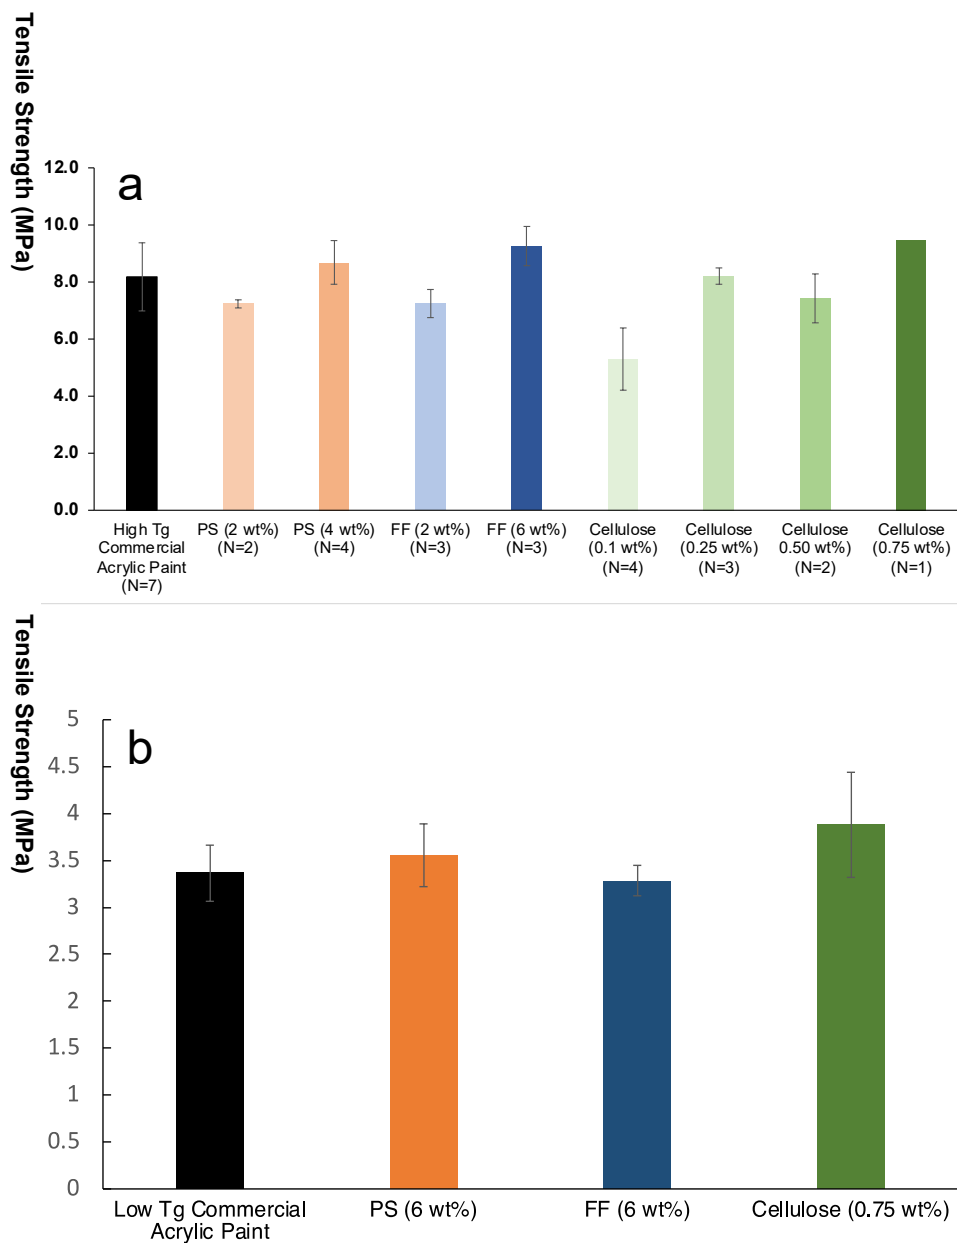 Tensile Strength (MPa)
a
12.0
10.0
8.0
6.0
4.0
2.0
0.0
High Tg
Commercial
Acrylic Paint
(N=7)
PS (2 wt%)
(N=2)
PS (4 wt%)
(N=4)
FF (2 wt%)
(N=3)
FF (6 wt%)
(N=3)
Cellulose
(0.1 wt%)
(N=4)
Cellulose
(0.25 wt%)
(N=3)
Cellulose
0.50 wt%)
(N=2)
Cellulose
(0.75 wt%)
(N=1)
Tensile Strength (MPa)
b
5
4.5
4
3.5
3
2.5
2
1.5
1
0.5
0
Low Tg Commercial
Acrylic Paint
PS (6 wt%)
FF (6 wt%)
Cellulose (0.75 wt%)